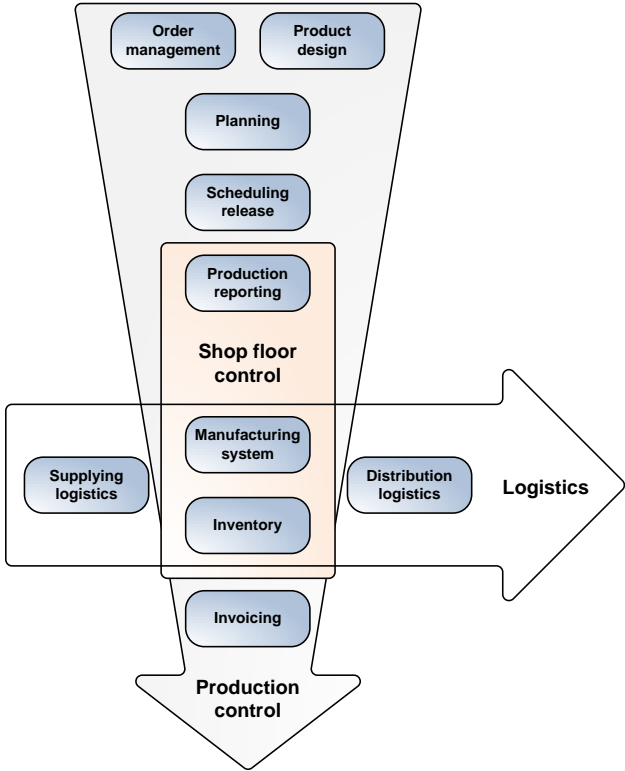 Order
management
Product
design
Planning
Scheduling
release
Production
reporting
Shop floor
control
Manufacturing
system
Supplying
logistics
Distribution
logistics
Logistics
Inventory
Invoicing
Production
control